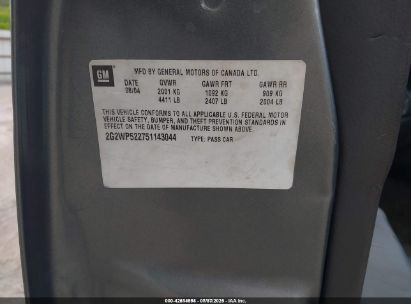 GM
MFD BY GENERAL MOTORS OF CANADA LTD.
DATE GVWR GAWR FRT GAWR RR
08/04 2001 KG 1092 KG 909 KG
4411 LB 2407 LB 2004 LB
THIS VEHICLE CONFORMS TO ALL APPLICABLE U.S. FEDERAL MOTOR
VEHICLE SAFETY, BUMPER, AND THEFT PREVENTION STANDARDS IN
EFFECT ON THE DATE OF MANUFACTURE SHOWN ABOVE.
2G2WP522751143044 TYPE: PASS CAR